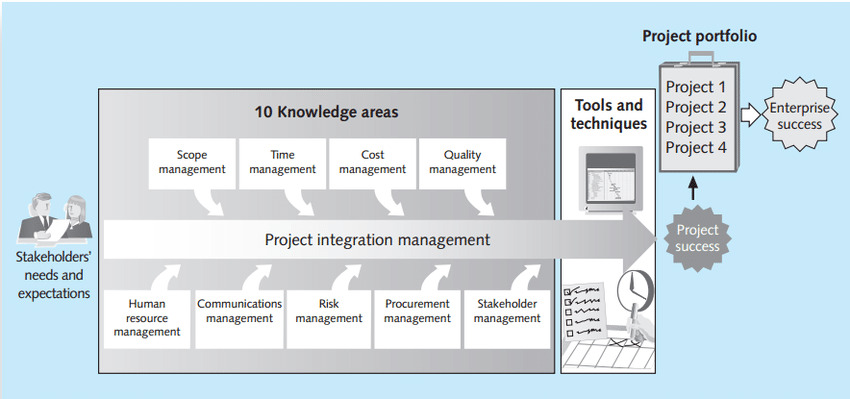 Project portfolio
Project 1
Project 2
Project 3
Project 4
Enterprise
success
10 Knowledge areas
Tools and
techniques
Scope
management
Time
management
Cost
management
Quality
management
Stakeholders’
needs and
expectations
Project integration management
Project
success
Human
resource
management
Communications
management
Risk
management
Procurement
management
Stakeholder
management